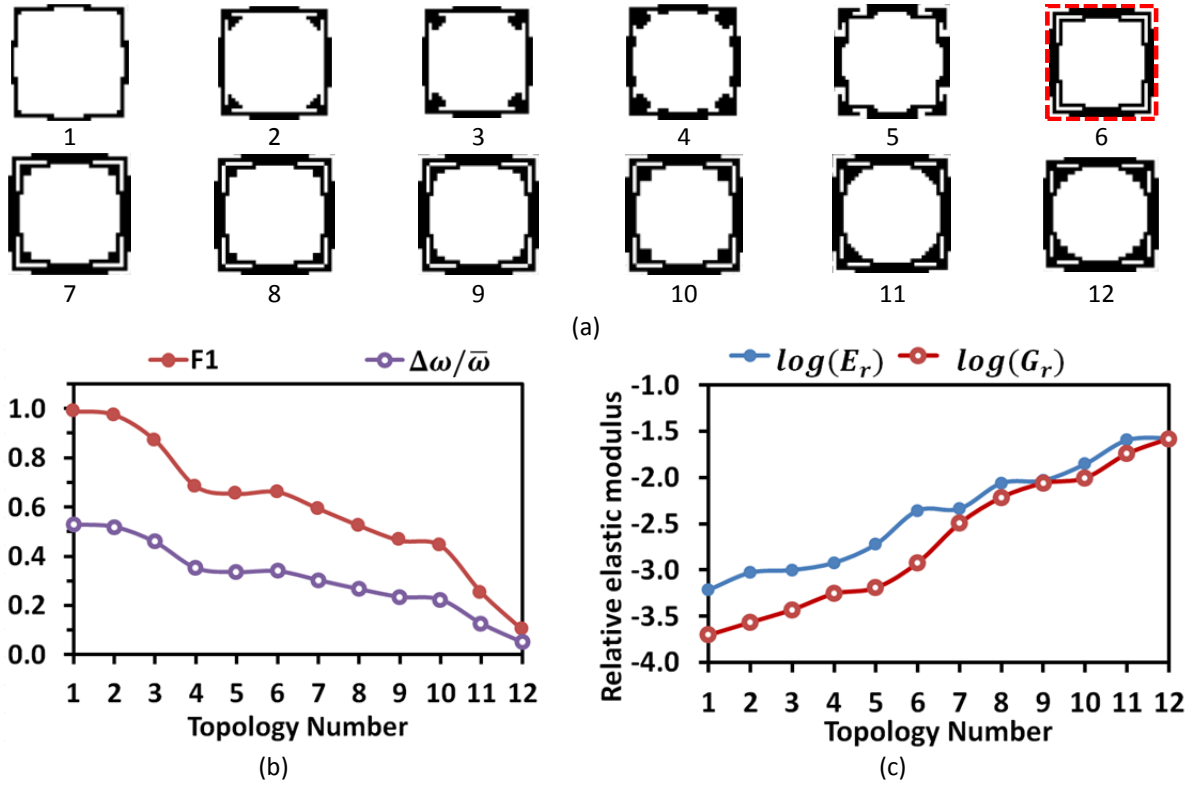 1 2 3 4 5 6
7 8 9 10 11 12
(a)
F1 Δω/ω̅
1.0
0.8
0.6
0.4
0.2
0.0
1 2 3 4 5 6 7 8 9 10 11 12
Topology Number
(b)
log(Eᵣ) log(Gᵣ)
Relative elastic modulus
-1.0
-1.5
-2.0
-2.5
-3.0
-3.5
-4.0
1 2 3 4 5 6 7 8 9 10 11 12
Topology Number
(c)